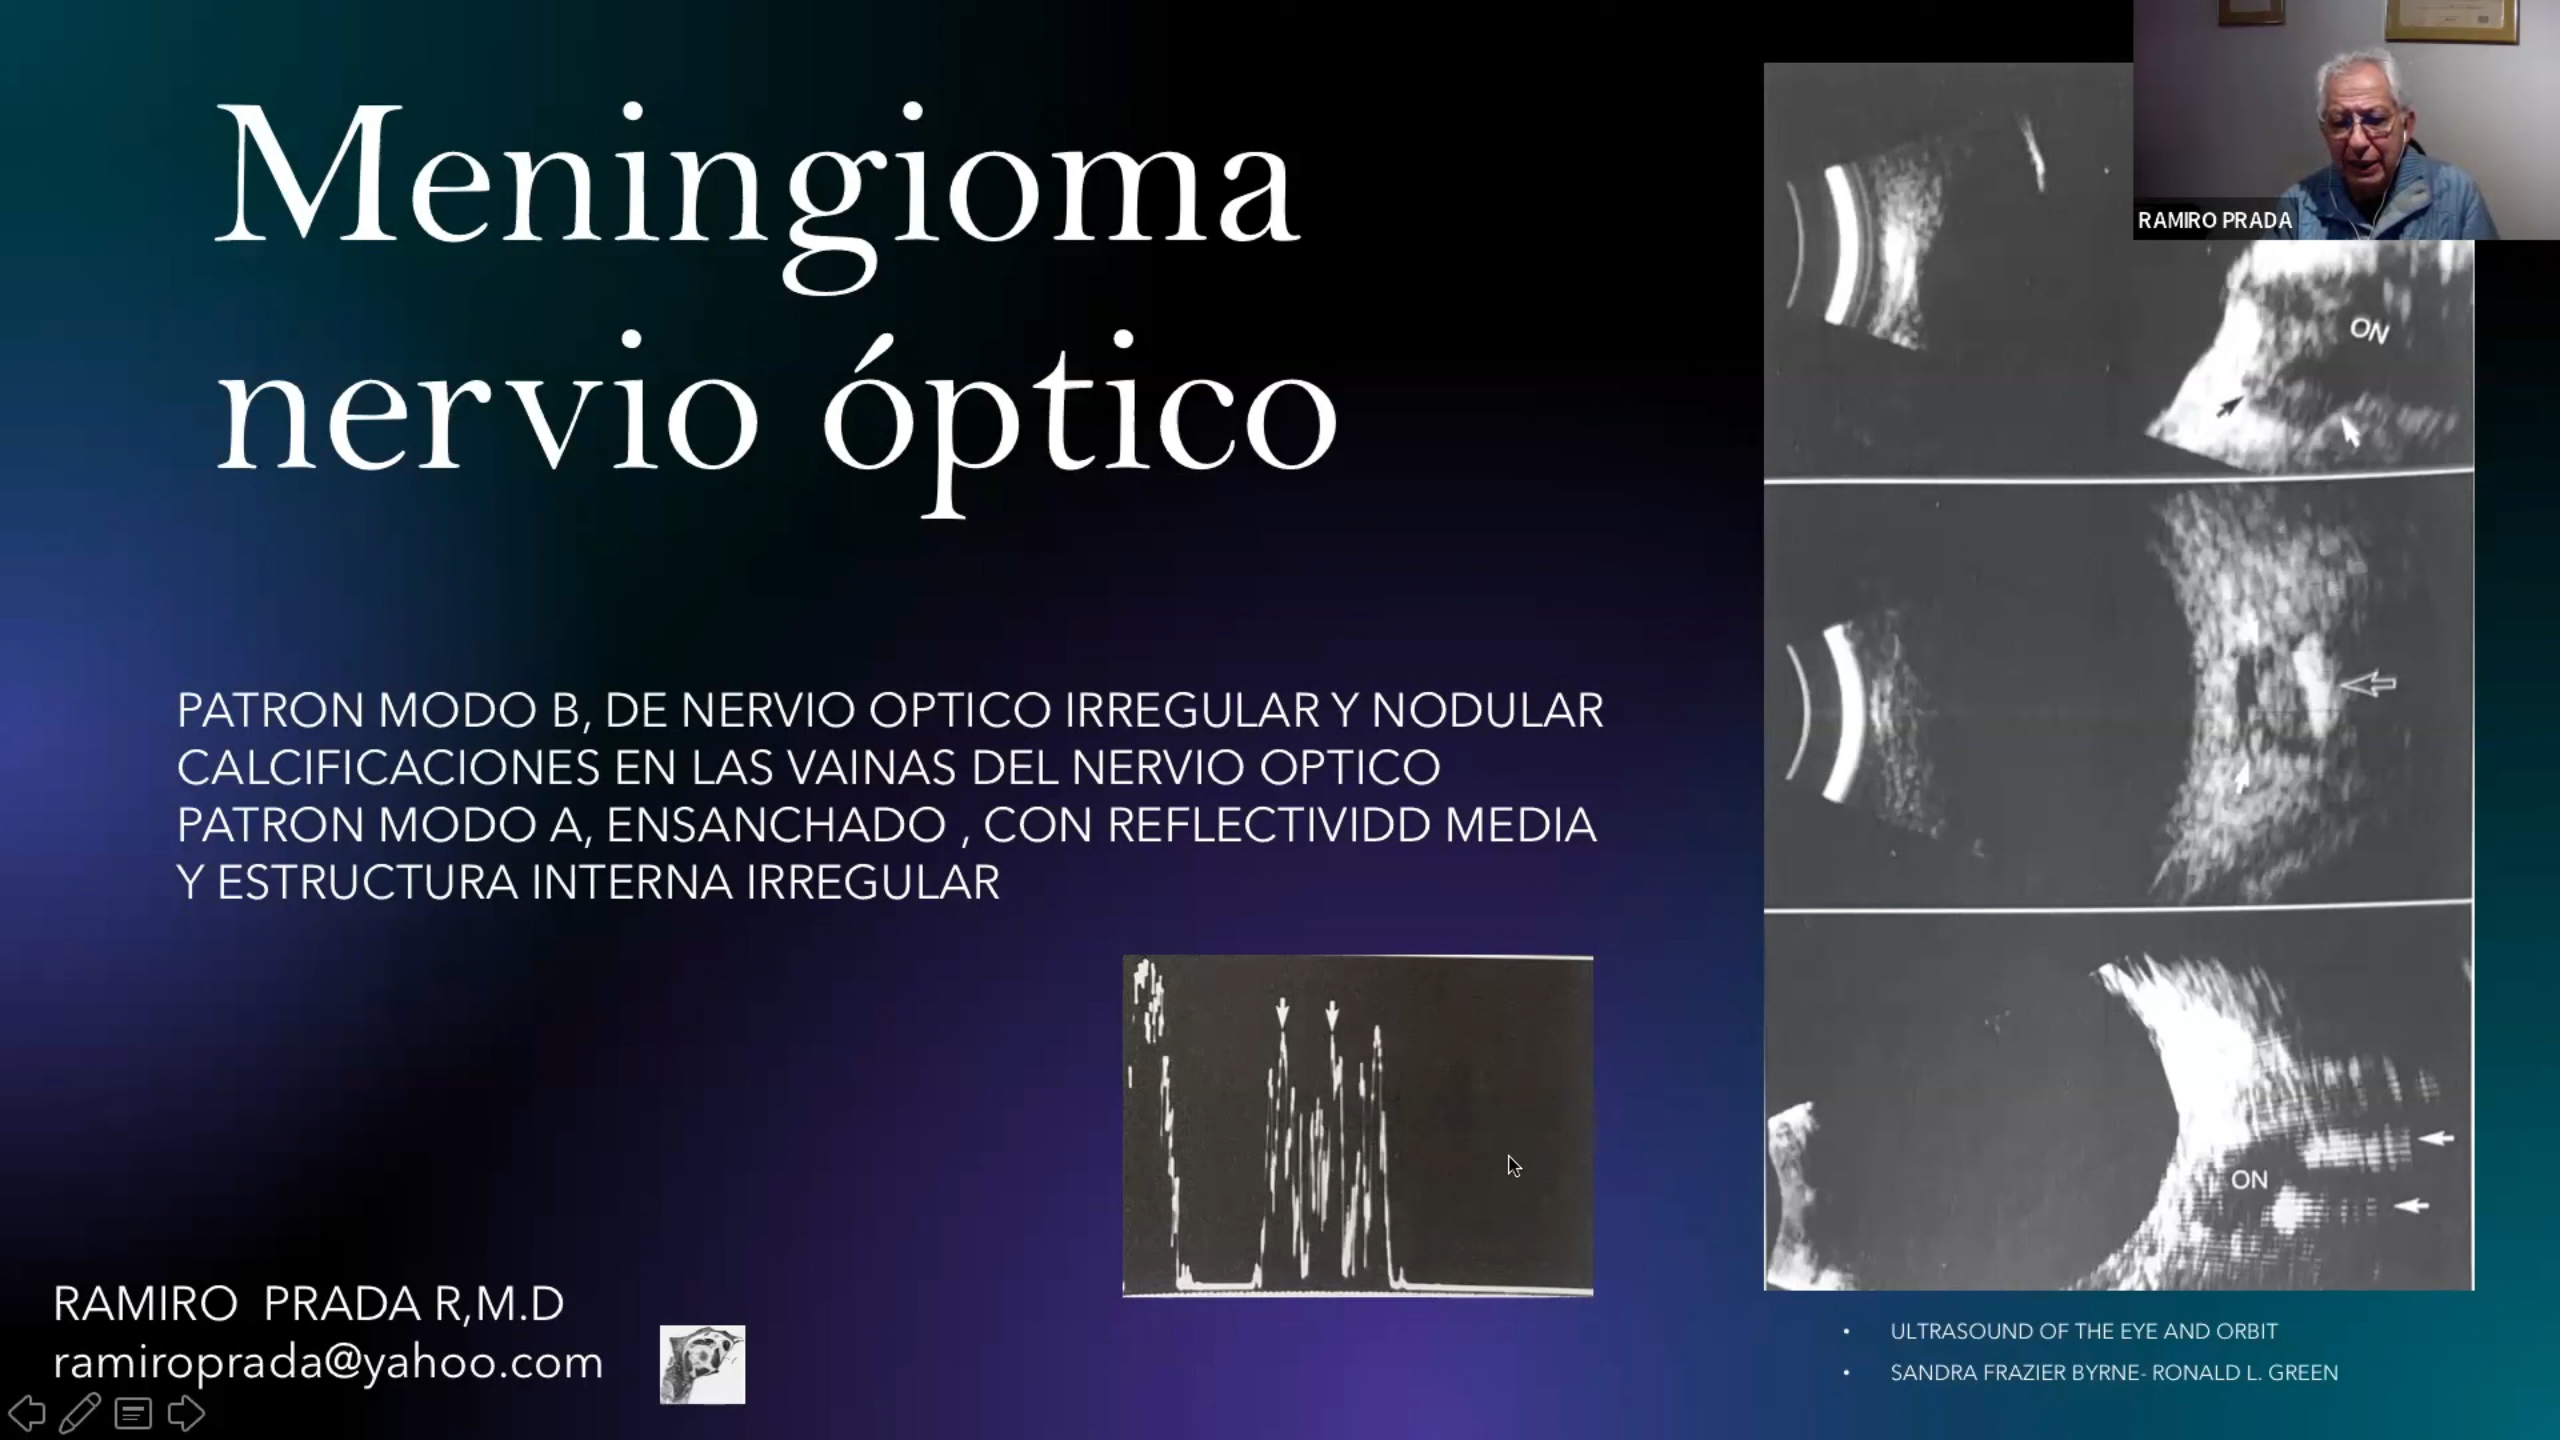 Meningioma
nervio óptico
RAMIRO PRADA
ON
PATRON MODO B, DE NERVIO OPTICO IRREGULAR Y NODULAR
CALCIFICACIONES EN LAS VAINAS DEL NERVIO OPTICO
PATRON MODO A, ENSANCHADO , CON REFLECTIVIDD MEDIA
Y ESTRUCTURA INTERNA IRREGULAR
ON
RAMIRO PRADA R,M.D
ramiroprada@yahoo.com
• ULTRASOUND OF THE EYE AND ORBIT
• SANDRA FRAZIER BYRNE- RONALD L. GREEN